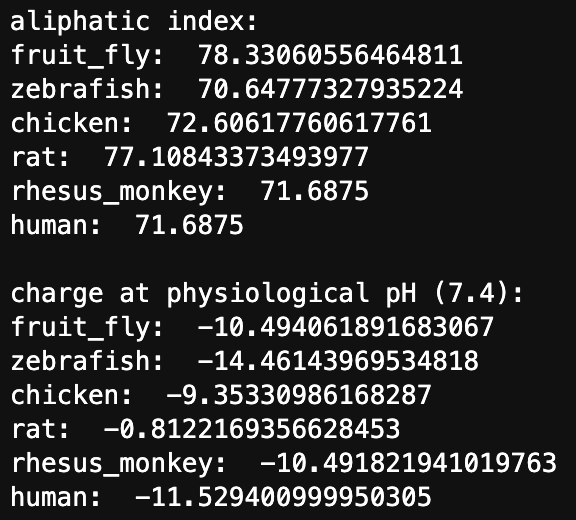 aliphatic index:
fruit_fly:  78.33060556464811
zebrafish:  70.64777327935224
chicken:  72.60617760617761
rat:  77.10843373493977
rhesus_monkey:  71.6875
human:  71.6875

charge at physiological pH (7.4):
fruit_fly:  -10.494061891683067
zebrafish:  -14.46143969534818
chicken:  -9.35330986168287
rat:  -0.8122169356628453
rhesus_monkey:  -10.491821941019763
human:  -11.529400999950305